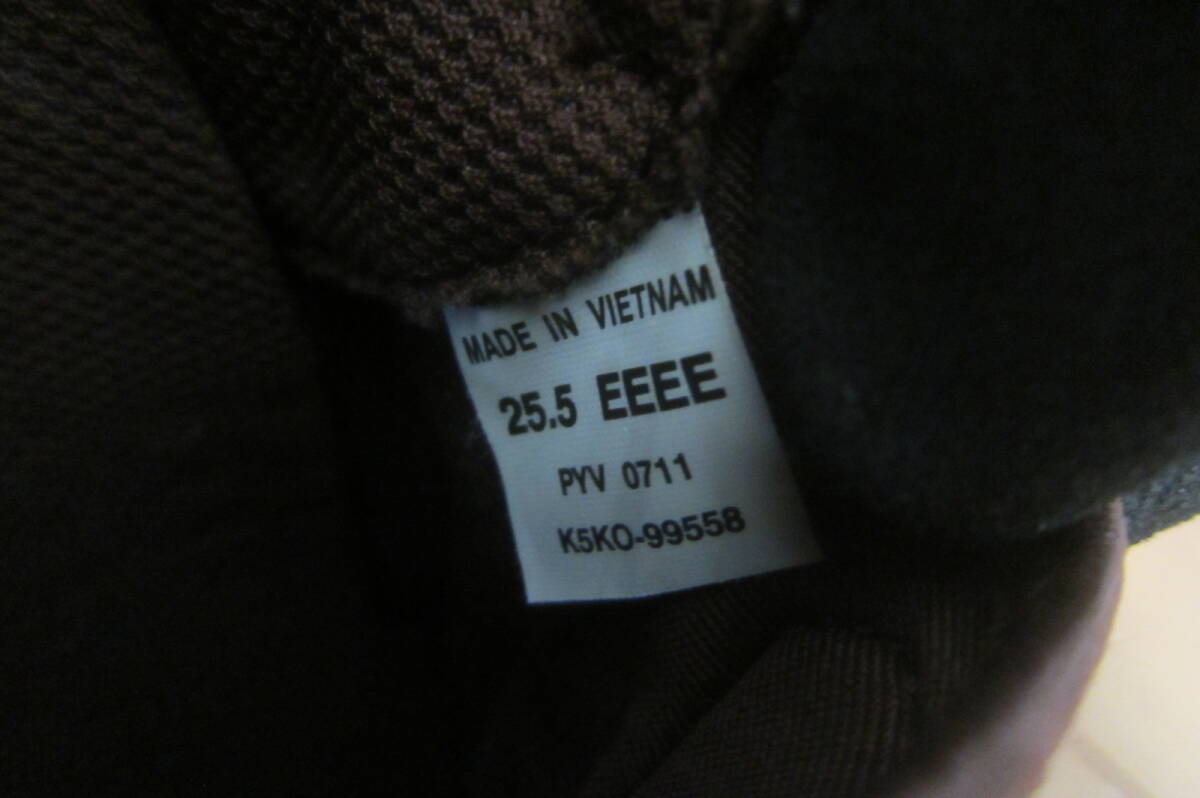 MADE IN VIETNAM
25.5 EEEE
PYV 0711
K5KO-99558